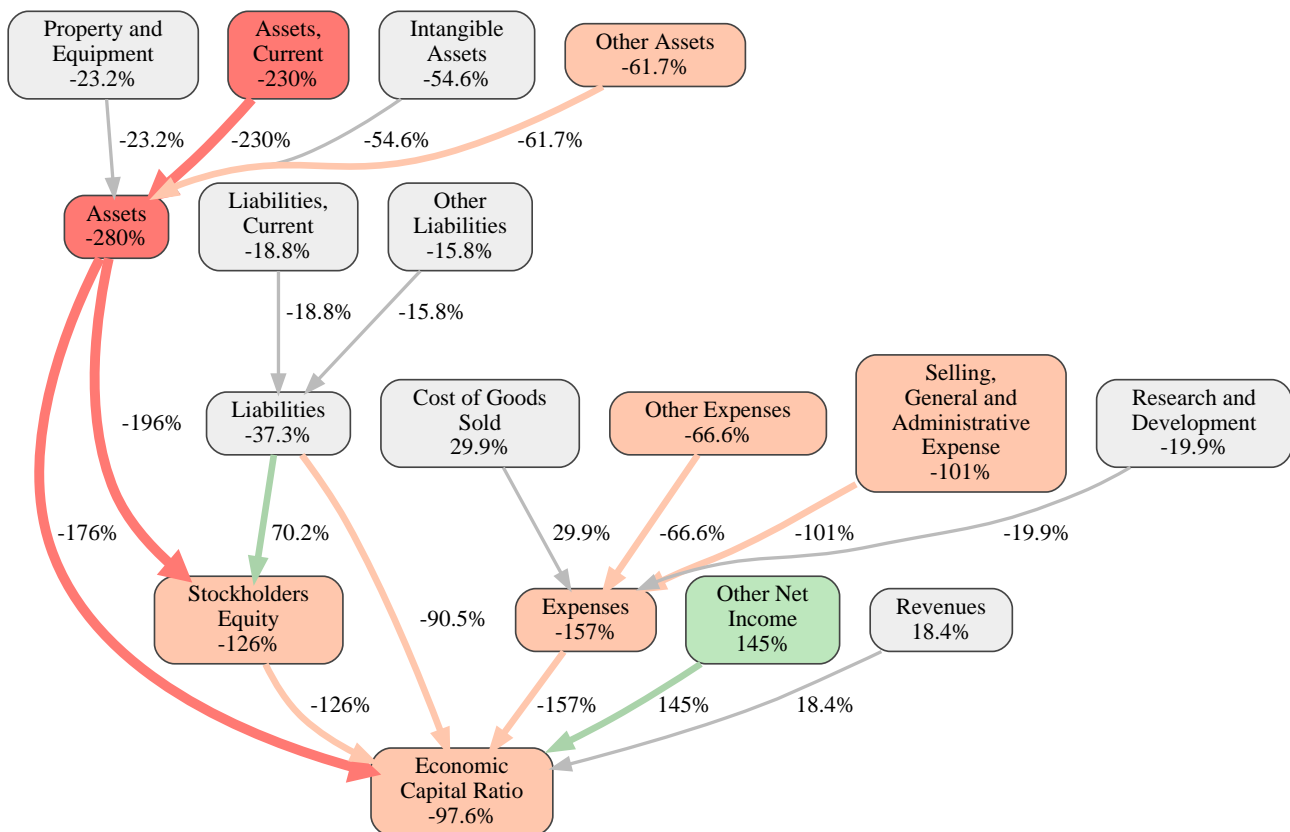 Property and
Equipment
-23.2%
Assets,
Current
-230%
Intangible
Assets
-54.6%
Other Assets
-61.7%
-23.2%
-230%
-54.6%
-61.7%
Assets
-280%
Liabilities,
Current
-18.8%
Other
Liabilities
-15.8%
-18.8%
-15.8%
Liabilities
-37.3%
Cost of Goods
Sold
29.9%
Other Expenses
-66.6%
Selling,
General and
Administrative
Expense
-101%
Research and
Development
-19.9%
-196%
-176%
70.2%
29.9%
-66.6%
-101%
-19.9%
Stockholders
Equity
-126%
-90.5%
Expenses
-157%
Other Net
Income
145%
Revenues
18.4%
-126%
-157%
145%
18.4%
Economic
Capital Ratio
-97.6%